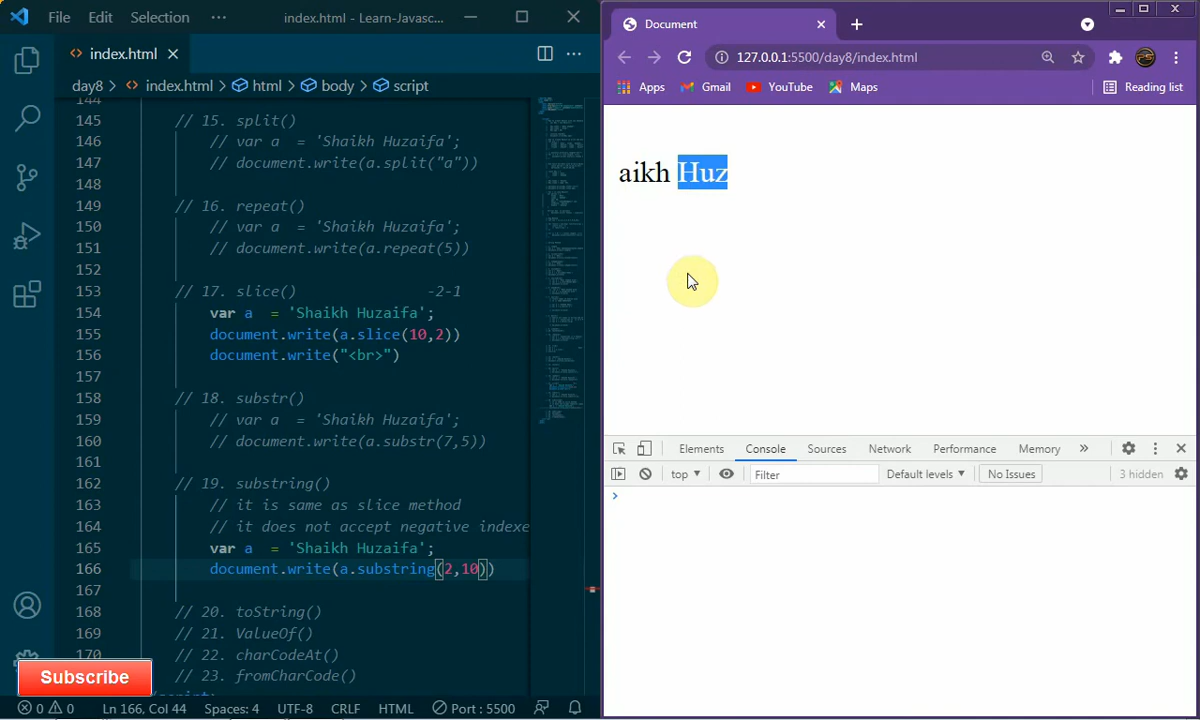 File Edit Selection ··· index.html - Learn-Javasc...
index.html
day8 > index.html > html > body > script
144
145 // 15. split()
146 // var a  = 'Shaikh Huzaifa';
147 // document.write(a.split("a"))
148
149 // 16. repeat()
150 // var a  = 'Shaikh Huzaifa';
151 // document.write(a.repeat(5))
152
153 // 17. slice() -2-1
154 var a  = 'Shaikh Huzaifa';
155 document.write(a.slice(10,2))
156 document.write("<br>")
157
158 // 18. substr()
159 // var a  = 'Shaikh Huzaifa';
160 // document.write(a.substr(7,5))
161
162 // 19. substring()
163 // it is same as slice method
164 // it does not accept negative indexe
165 var a  = 'Shaikh Huzaifa';
166 document.write(a.substring(2,10))
167
168 // 20. toString()
169 // 21. ValueOf()
170 // 22. charCodeAt()
// 23. fromCharCode()
Subscribe
0 0 Ln 166, Col 44 Spaces: 4 UTF-8 CRLF HTML Port : 5500
Document
127.0.0.1:5500/day8/index.html
Apps Gmail YouTube Maps Reading list
aikh Huz
Elements Console Sources Network Performance Memory »
top Filter Default levels No Issues 3 hidden